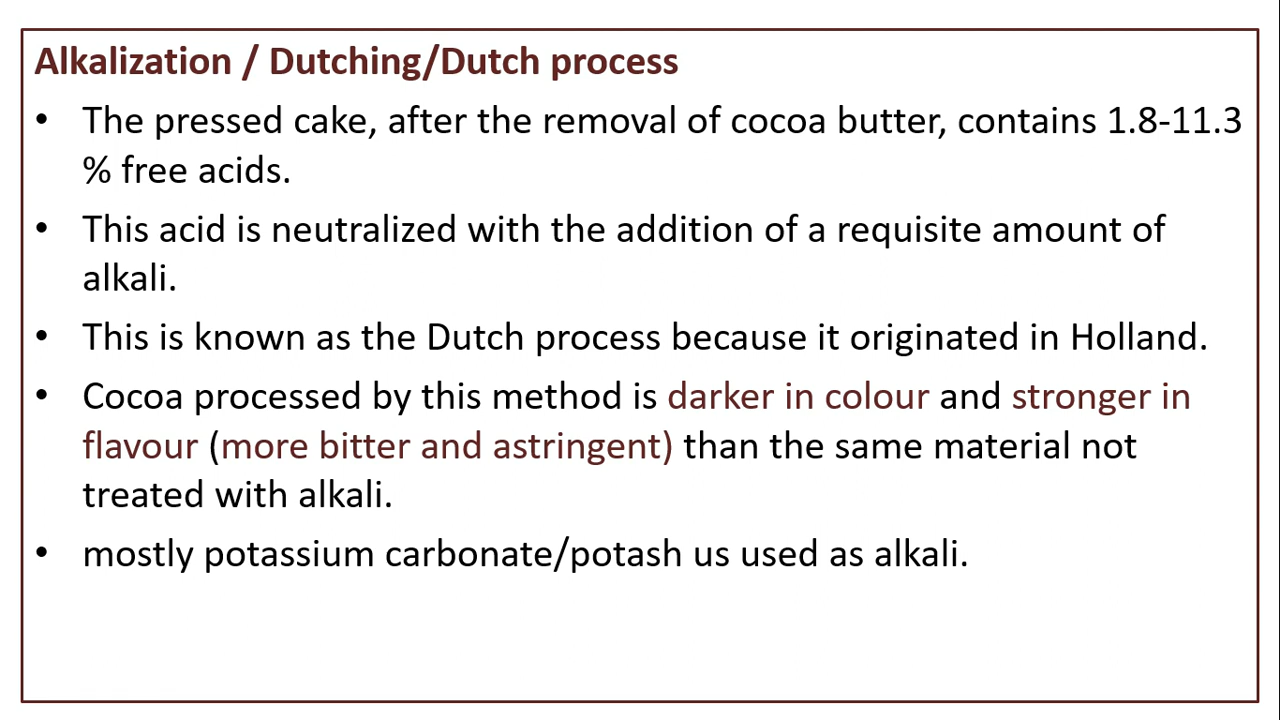 Alkalization / Dutching/Dutch process
• The pressed cake, after the removal of cocoa butter, contains 1.8-11.3
% free acids.
• This acid is neutralized with the addition of a requisite amount of
alkali.
• This is known as the Dutch process because it originated in Holland.
• Cocoa processed by this method is darker in colour and stronger in
flavour (more bitter and astringent) than the same material not
treated with alkali.
• mostly potassium carbonate/potash us used as alkali.